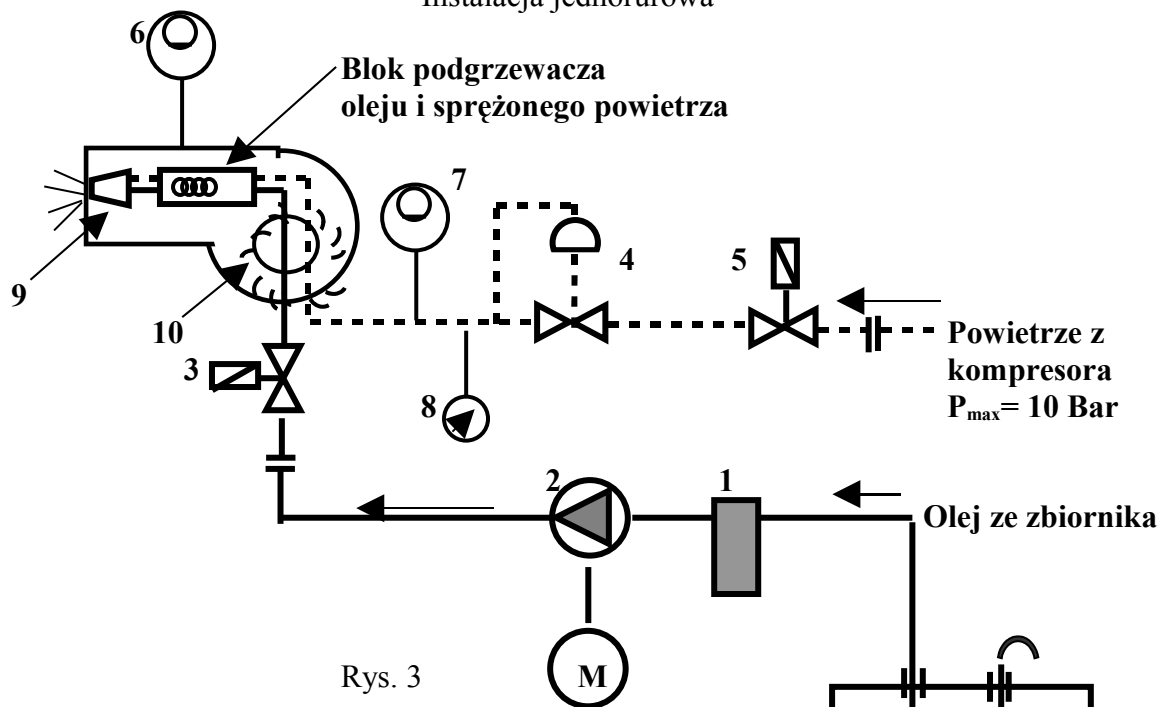 Instalacja jednorurowa
6
Blok podgrzewacza
oleju i sprężonego powietrza
7
4
5
9
10
3
8
Powietrze z
kompresora
Pmax= 10 Bar
2
1
Olej ze zbiornika
M
Rys. 3